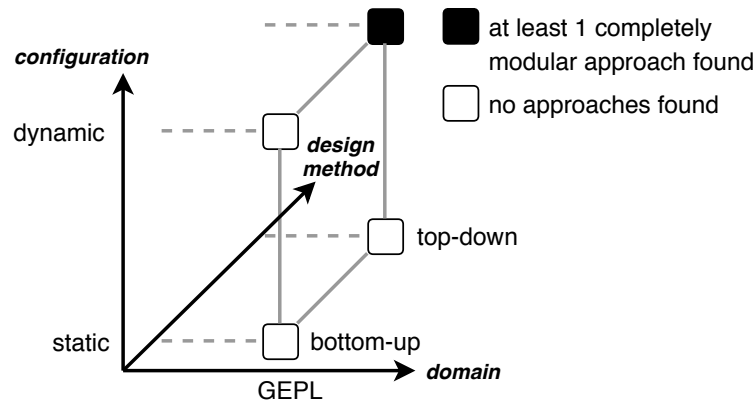 at least 1 completely
modular approach found
configuration
no approaches found
dynamic
design
method
top-down
static
bottom-up
domain
GEPL